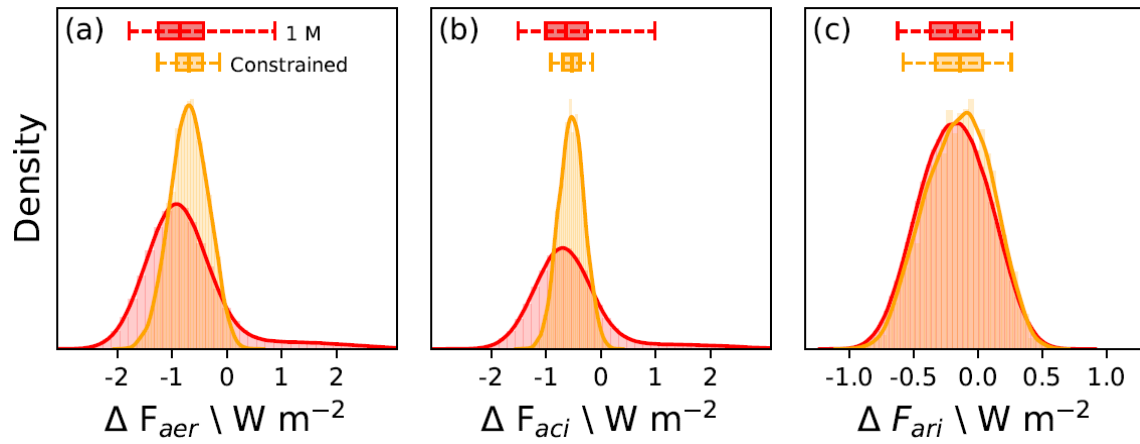 (a)
1 M
Constrained
(b)
(c)
Density
-2 -1 0 1 2
-2 -1 0 1 2
-1.0 -0.5 0.0 0.5 1.0
Δ F_aer \ W m⁻²
Δ F_aci \ W m⁻²
Δ F_ari \ W m⁻²